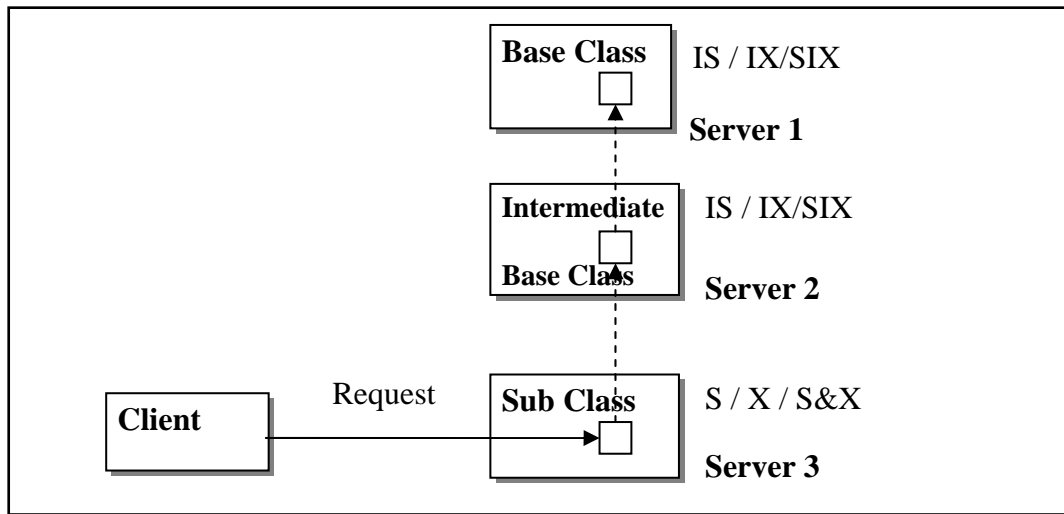 Base Class
IS / IX/SIX
Server 1
Intermediate
Base Class
IS / IX/SIX
Server 2
Client
Request
Sub Class
S / X / S&X
Server 3